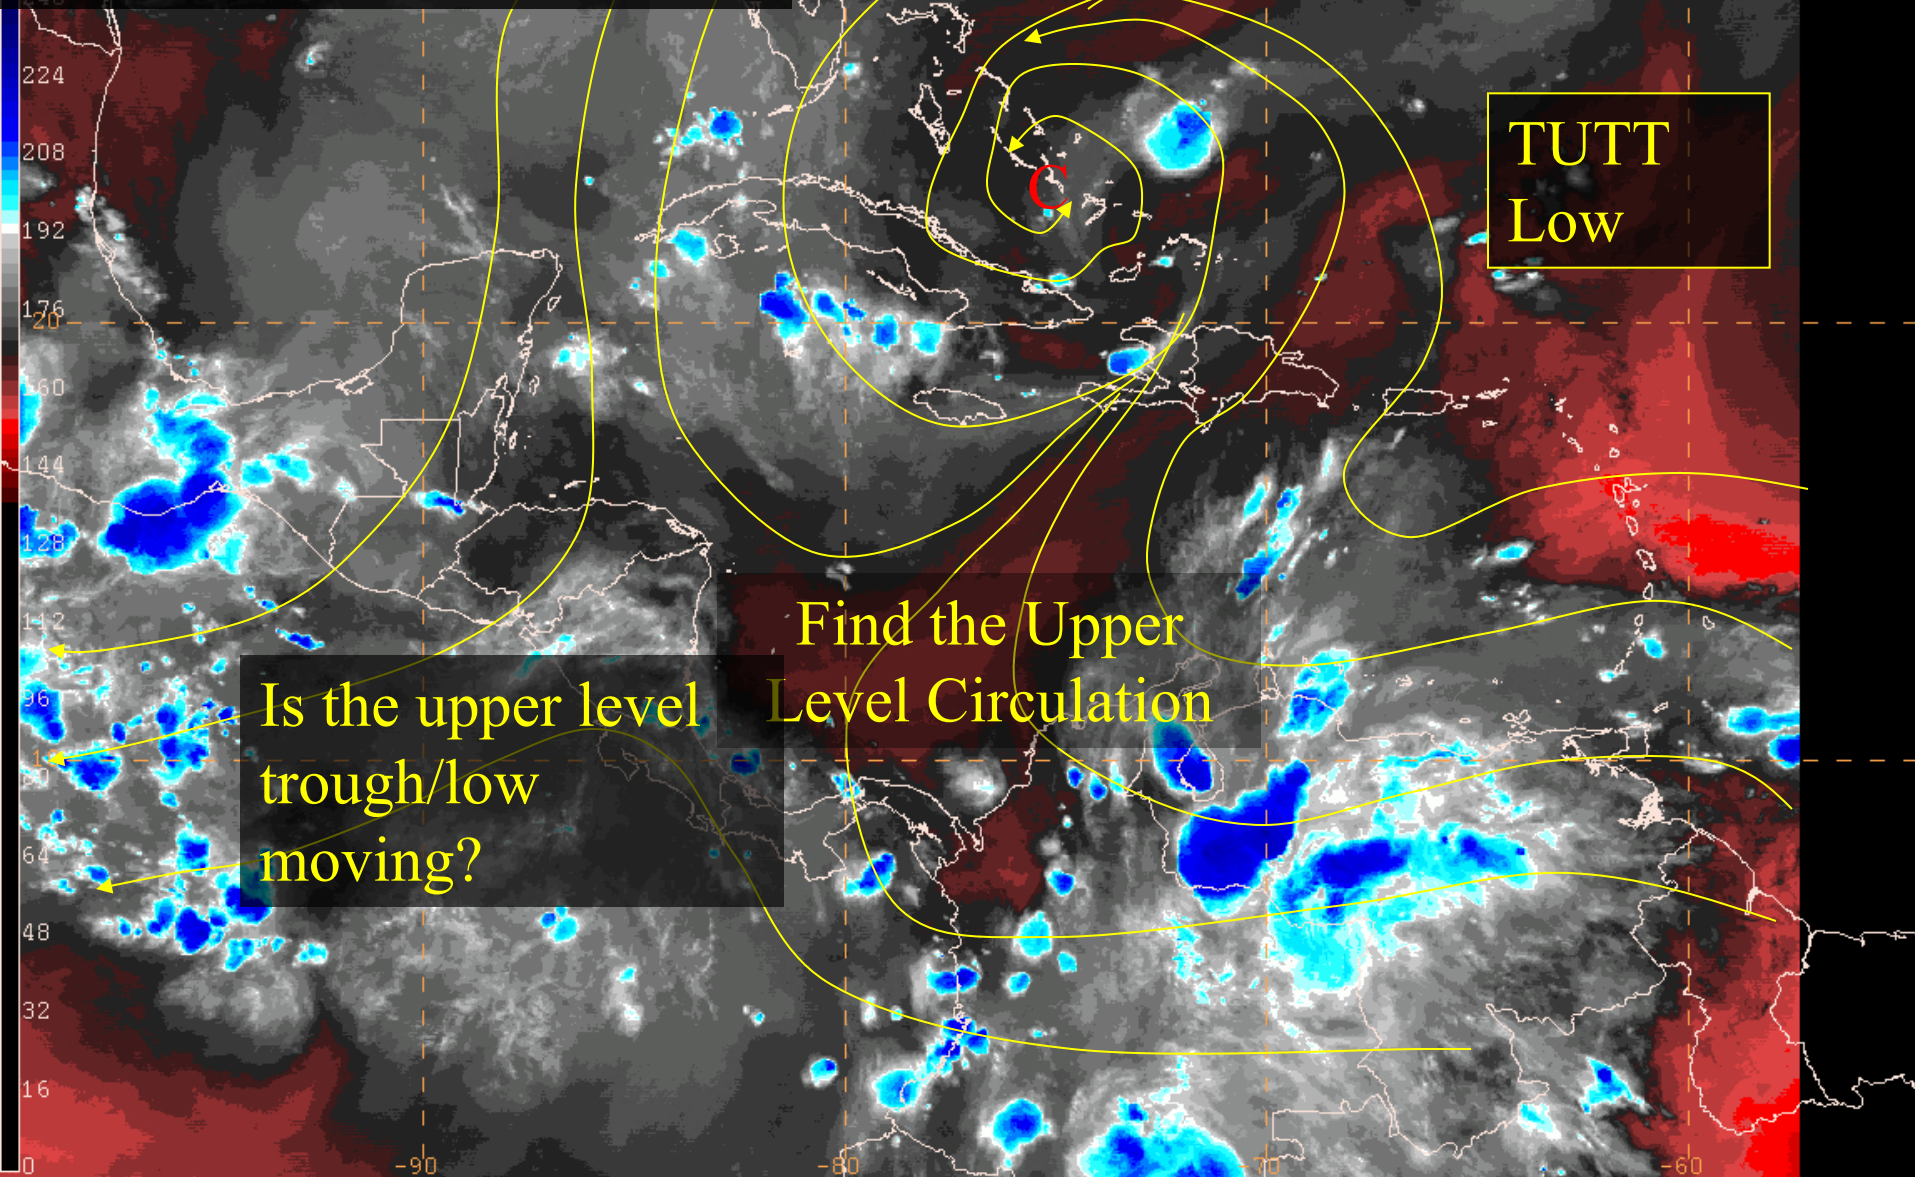 224
208
192
176
20
160
144
128
112
96
80
64
48
32
16
0
-90
-80
-70
-60
C
TUTT
Low
Find the Upper
Level Circulation
Is the upper level
trough/low
moving?